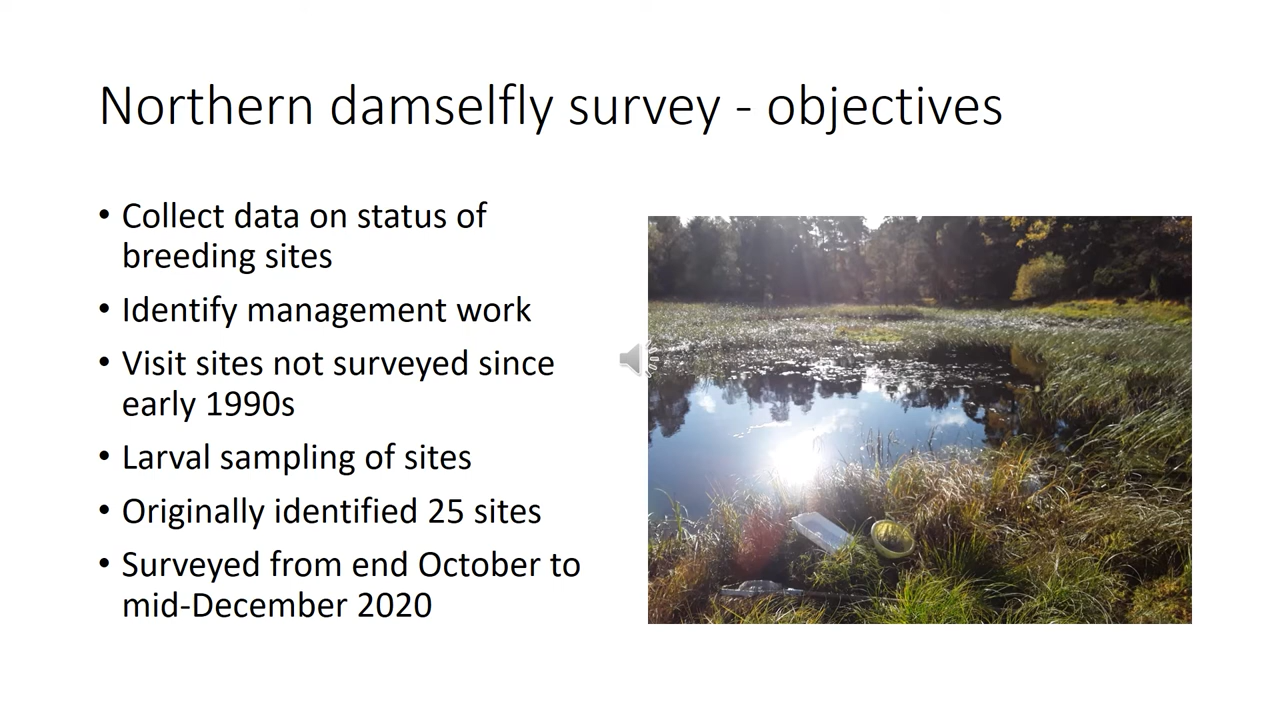 Northern damselfly survey - objectives
• Collect data on status of
breeding sites
• Identify management work
• Visit sites not surveyed since
early 1990s
• Larval sampling of sites
• Originally identified 25 sites
• Surveyed from end October to
mid-December 2020